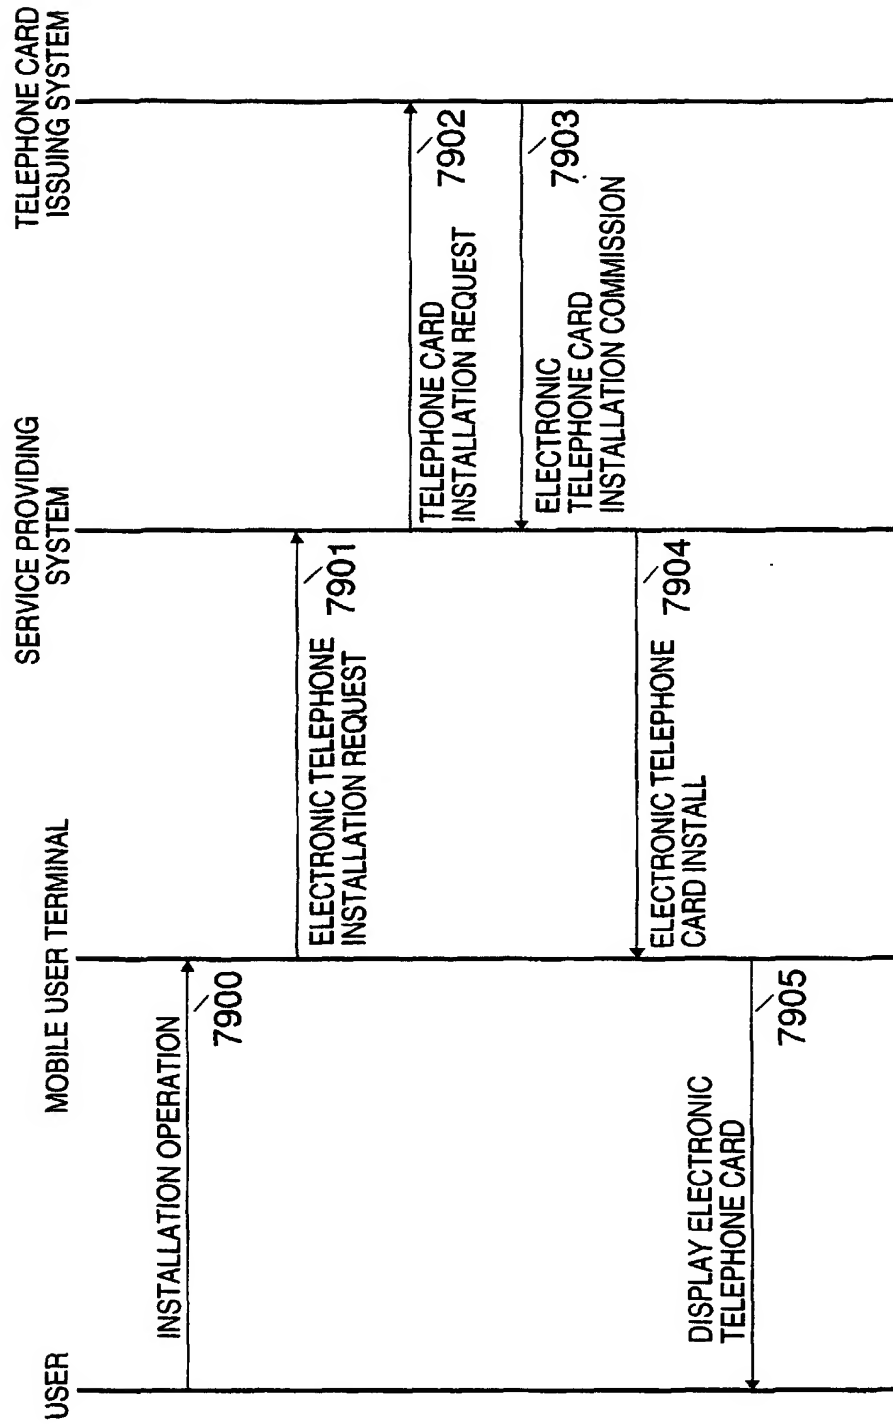 USER
MOBILE USER TERMINAL
SERVICE PROVIDING
SYSTEM
TELEPHONE CARD
ISSUING SYSTEM
INSTALLATION OPERATION
7900
ELECTRONIC TELEPHONE
INSTALLATION REQUEST
7901
TELEPHONE CARD
INSTALLATION REQUEST
7902
ELECTRONIC
TELEPHONE CARD
INSTALLATION COMMISSION
7903
ELECTRONIC TELEPHONE
CARD INSTALL
7904
DISPLAY ELECTRONIC
TELEPHONE CARD
7905